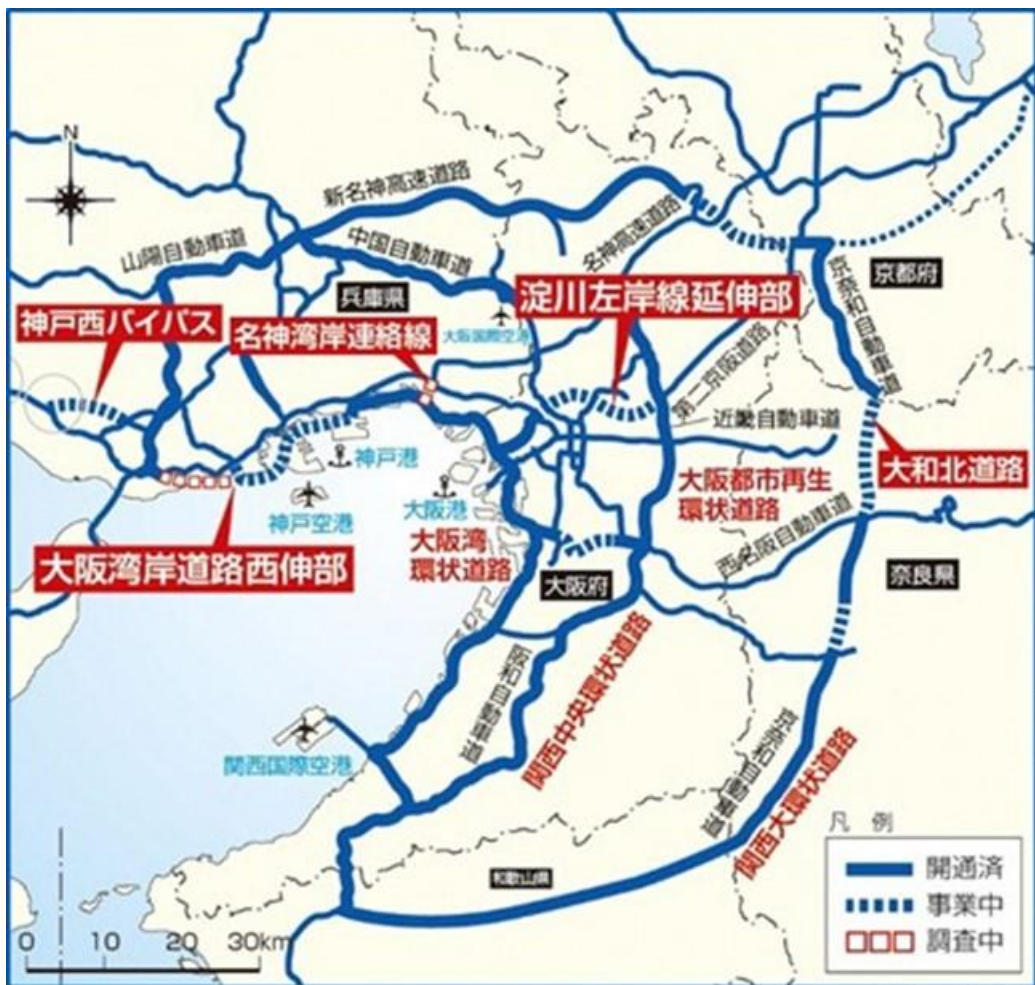 N
新名神高速道路
山陽自動車道
中国自動車道
名神高速道路
兵庫県
京都府
神戸西バイパス
名神湾岸連絡線
大阪国際空港
淀川左岸線延伸部
京奈和自動車道
第二京阪道路
近畿自動車道
神戸港
神戸空港
大阪港
大阪湾
環状道路
大阪都市再生
環状道路
大和北道路
西名阪自動車道
大阪湾岸道路西伸部
大阪府
奈良県
阪和自動車道
関西中央環状道路
関西国際空港
京奈和自動車道
関西大環状道路
和歌山県
凡 例
開通済
事業中
調査中
0 10 20 30km